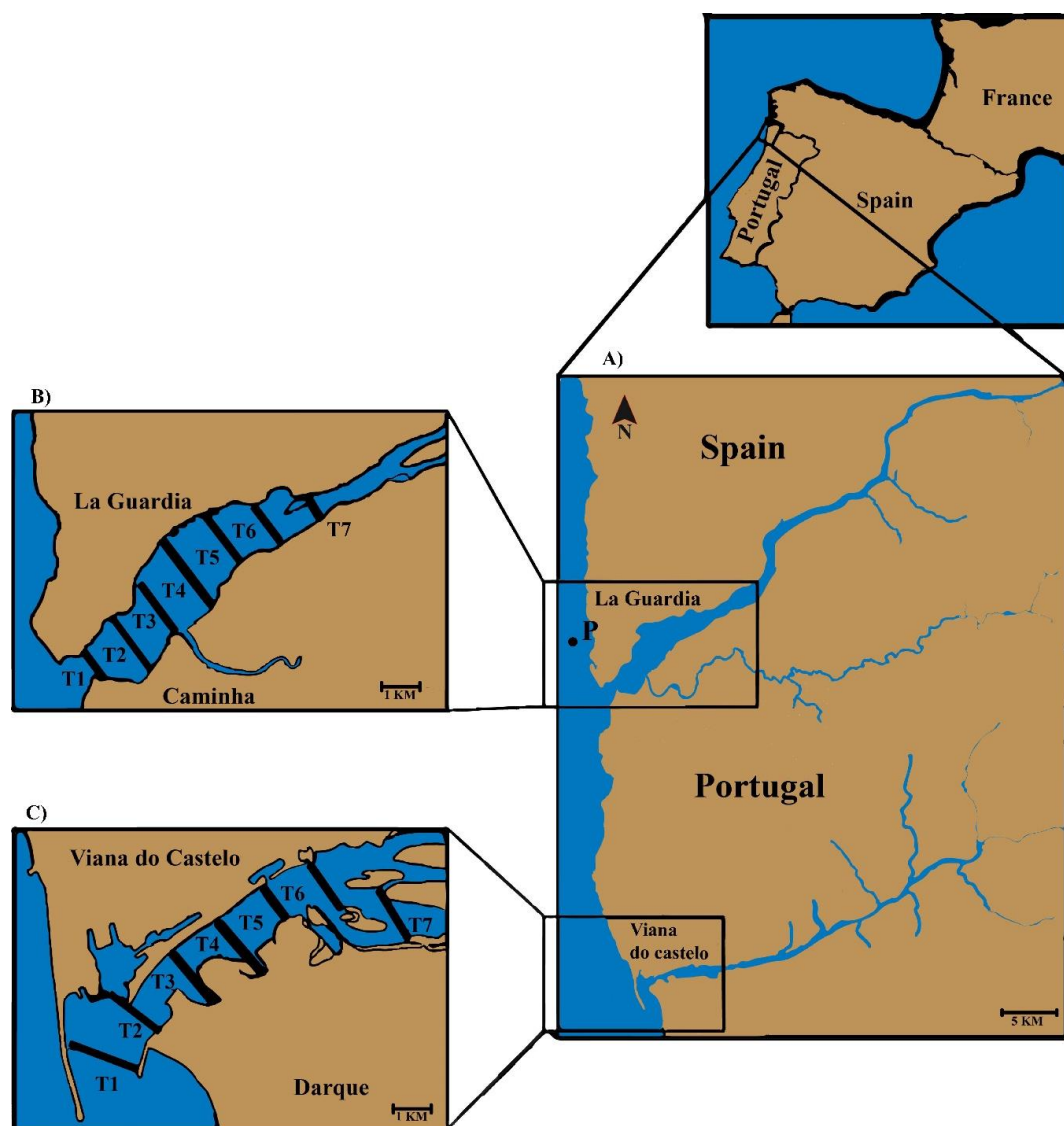 France
Portugal
Spain
A)
N
Spain
La Guardia
P
Portugal
Viana
do castelo
5 KM
B)
La Guardia
T1
T2
T3
T4
T5
T6
T7
Caminha
1 KM
C)
Viana do Castelo
T1
T2
T3
T4
T5
T6
T7
Darque
1 KM